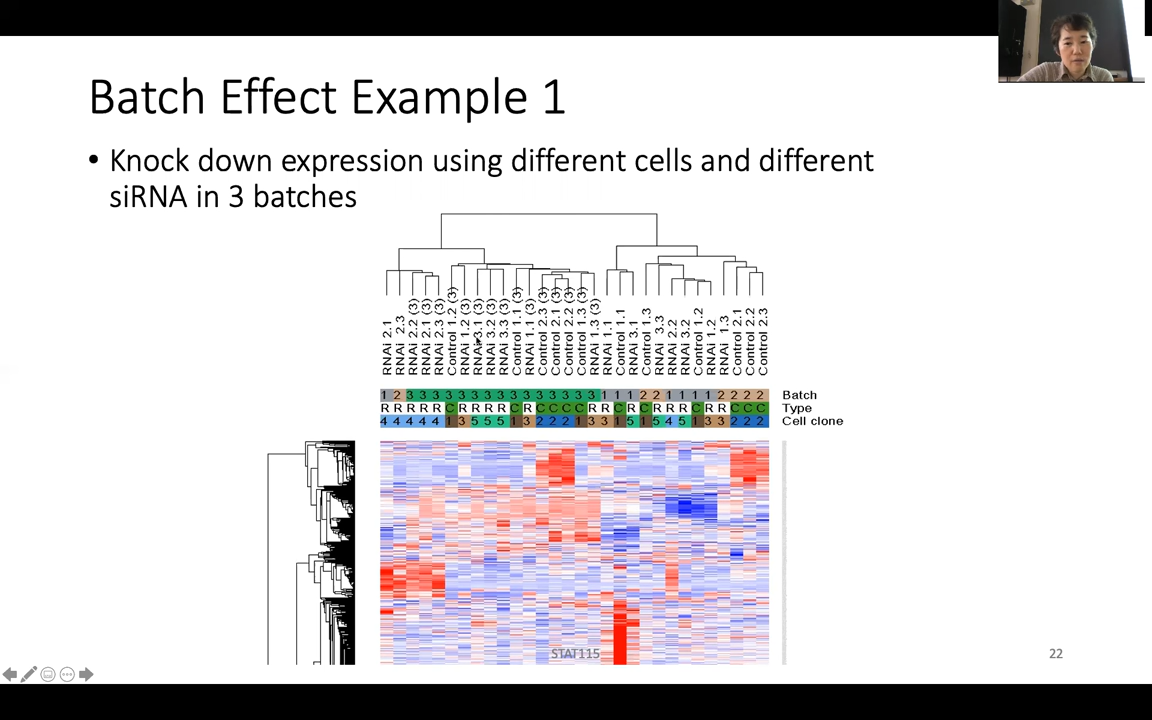 Batch Effect Example 1
• Knock down expression using different cells and different
siRNA in 3 batches
RNAi 2.1
RNAi 2.3
RNAi 2.2 (3)
RNAi 2.1 (3)
RNAi 2.3 (3)
Control 1.2 (3)
RNAi 1.2 (3)
RNAi 3.1 (3)
RNAi 3.2 (3)
RNAi 3.3 (3)
Control 1.1 (3)
RNAi 1.1 (3)
Control 2.3 (3)
Control 2.1 (3)
Control 2.2 (3)
Control 1.3 (3)
RNAi 1.3 (3)
RNAi 1.1
Control 1.1
RNAi 3.1
Control 1.3
RNAi 3.3
RNAi 2.2
RNAi 3.2
Control 1.2
RNAi 1.2
RNAi 1.3
Control 2.1
Control 2.2
Control 2.3
1 2 3 3 3 3 3 3 3 3 3 3 3 3 3 3 3 1 1 1 2 2 1 1 1 1 2 2 2 2 Batch
R R R R R C R R R R C R C C C C R R C R C R R R C R R C C C Type
4 4 4 4 4 1 3 5 5 5 1 3 2 2 2 1 3 3 1 5 1 5 4 5 1 3 3 2 2 2 Cell clone
STAT115
22